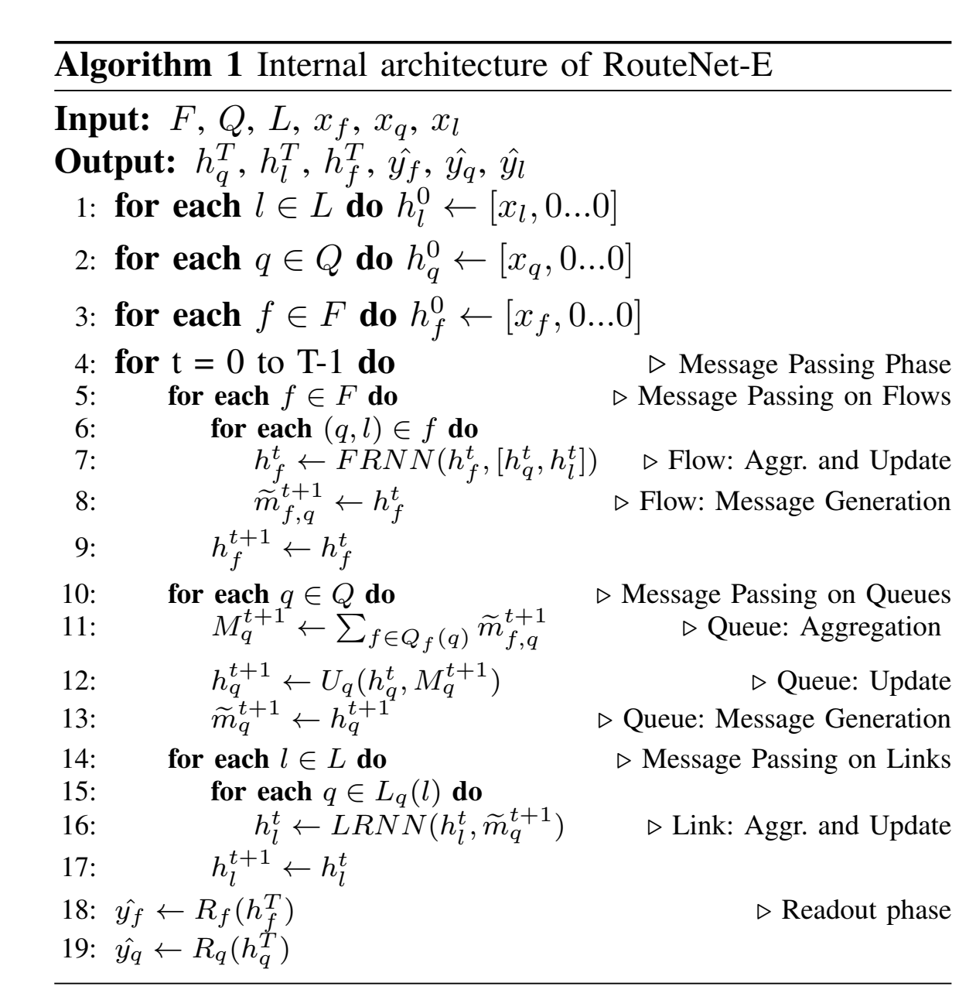 Algorithm 1 Internal architecture of RouteNet-E
Input: $F$, $Q$, $L$, $x_f$, $x_q$, $x_l$
Output: $h_q^T$, $h_l^T$, $h_f^T$, $\hat{y_f}$, $\hat{y_q}$, $\hat{y_l}$
1: for each $l \in L$ do $h_l^0 \leftarrow [x_l, 0...0]$
2: for each $q \in Q$ do $h_q^0 \leftarrow [x_q, 0...0]$
3: for each $f \in F$ do $h_f^0 \leftarrow [x_f, 0...0]$
4: for t = 0 to T-1 do ▷ Message Passing Phase
5: for each $f \in F$ do ▷ Message Passing on Flows
6: for each $(q, l) \in f$ do
7: $h_f^t \leftarrow FRNN(h_f^t, [h_q^t, h_l^t])$ ▷ Flow: Aggr. and Update
8: $\widetilde{m}_{f,q}^{t+1} \leftarrow h_f^t$ ▷ Flow: Message Generation
9: $h_f^{t+1} \leftarrow h_f^t$
10: for each $q \in Q$ do ▷ Message Passing on Queues
11: $M_q^{t+1} \leftarrow \sum_{f \in Q_f(q)} \widetilde{m}_{f,q}^{t+1}$ ▷ Queue: Aggregation
12: $h_q^{t+1} \leftarrow U_q(h_q^t, M_q^{t+1})$ ▷ Queue: Update
13: $\widetilde{m}_q^{t+1} \leftarrow h_q^{t+1}$ ▷ Queue: Message Generation
14: for each $l \in L$ do ▷ Message Passing on Links
15: for each $q \in L_q(l)$ do
16: $h_l^t \leftarrow LRNN(h_l^t, \widetilde{m}_q^{t+1})$ ▷ Link: Aggr. and Update
17: $h_l^{t+1} \leftarrow h_l^t$
18: $\hat{y_f} \leftarrow R_f(h_f^T)$ ▷ Readout phase
19: $\hat{y_q} \leftarrow R_q(h_q^T)$